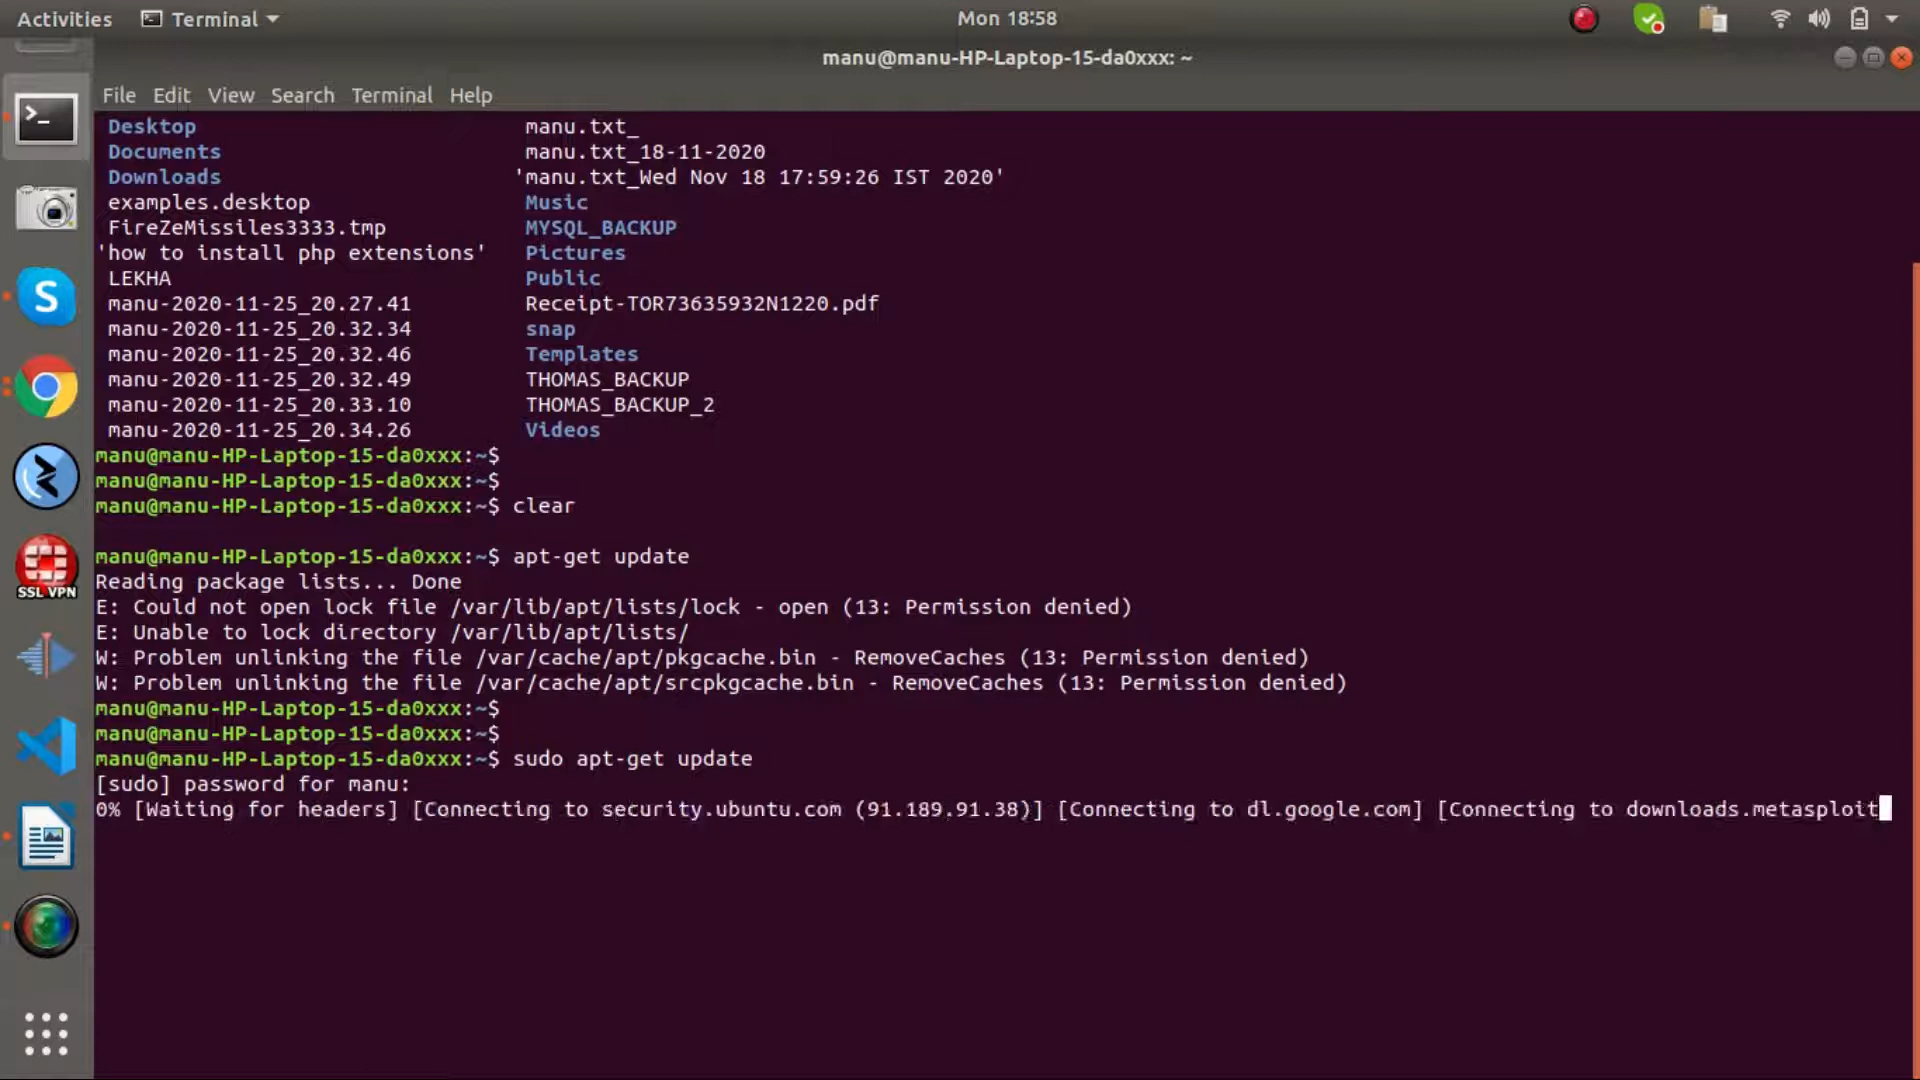 Activities Terminal Mon 18:58
manu@manu-HP-Laptop-15-da0xxx: ~
File Edit View Search Terminal Help
Desktop manu.txt_
Documents manu.txt_18-11-2020
Downloads 'manu.txt_Wed Nov 18 17:59:26 IST 2020'
examples.desktop Music
FireZeMissiles3333.tmp MYSQL_BACKUP
'how to install php extensions' Pictures
LEKHA Public
manu-2020-11-25_20.27.41 Receipt-TOR73635932N1220.pdf
manu-2020-11-25_20.32.34 snap
manu-2020-11-25_20.32.46 Templates
manu-2020-11-25_20.32.49 THOMAS_BACKUP
manu-2020-11-25_20.33.10 THOMAS_BACKUP_2
manu-2020-11-25_20.34.26 Videos
manu@manu-HP-Laptop-15-da0xxx:~$
manu@manu-HP-Laptop-15-da0xxx:~$
manu@manu-HP-Laptop-15-da0xxx:~$ clear
manu@manu-HP-Laptop-15-da0xxx:~$ apt-get update
Reading package lists... Done
E: Could not open lock file /var/lib/apt/lists/lock - open (13: Permission denied)
E: Unable to lock directory /var/lib/apt/lists/
W: Problem unlinking the file /var/cache/apt/pkgcache.bin - RemoveCaches (13: Permission denied)
W: Problem unlinking the file /var/cache/apt/srcpkgcache.bin - RemoveCaches (13: Permission denied)
manu@manu-HP-Laptop-15-da0xxx:~$
manu@manu-HP-Laptop-15-da0xxx:~$
manu@manu-HP-Laptop-15-da0xxx:~$ sudo apt-get update
[sudo] password for manu:
0% [Waiting for headers] [Connecting to security.ubuntu.com (91.189.91.38)] [Connecting to dl.google.com] [Connecting to downloads.metasploit
S
SSL VPN